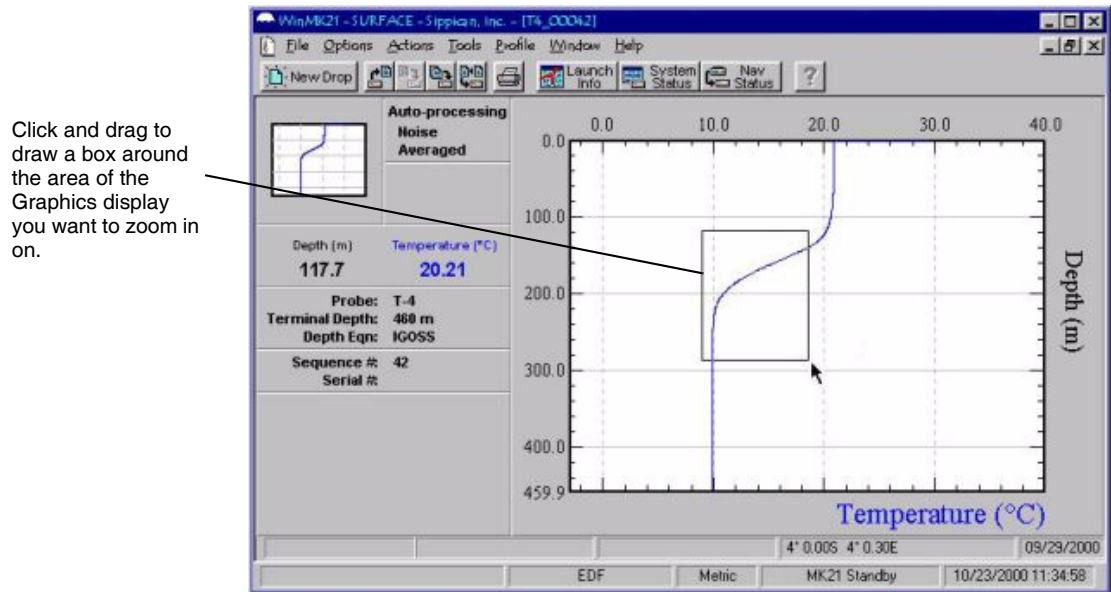 Click and drag to
draw a box around
the area of the
Graphics display
you want to zoom in
on.
WinMK21 - SURFACE - Sippican, Inc. - [T4_00042]
File Options Actions Tools Profile Window Help
New Drop Launch Info System Status Nav Status ?
Auto-processing
Noise
Averaged
Depth (m) Temperature (°C)
117.7 20.21
Probe: T-4
Terminal Depth: 460 m
Depth Eqn: IGOSS
Sequence #: 42
Serial #:
0.0 10.0 20.0 30.0 40.0
0.0
100.0
200.0
300.0
400.0
459.9
Depth (m)
Temperature (°C)
4° 0.00S 4° 0.30E 09/29/2000
EDF Metric MK21 Standby 10/23/2000 11:34:58